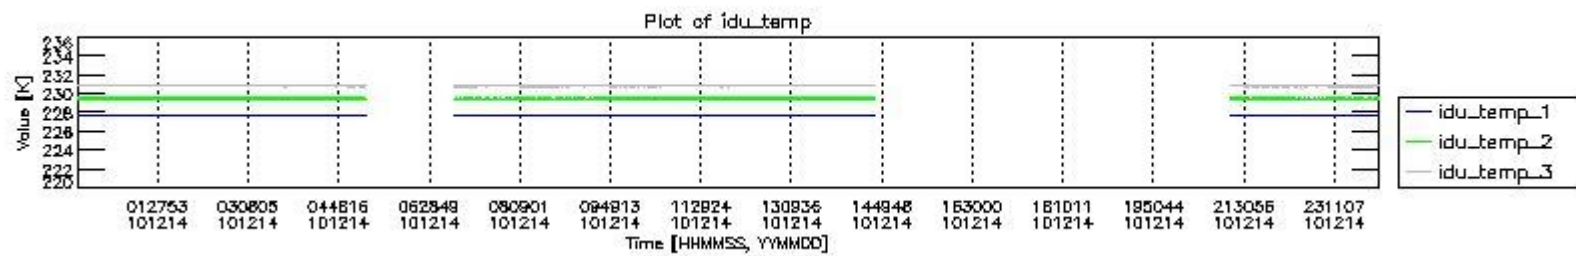 Plot of idu_temp
Value [K]
236
234
232
230
228
226
224
222
220
012753 030805 044816 062849 080901 094913 112924 130936 144948 163000 181011 195044 213056 231107
101214 101214 101214 101214 101214 101214 101214 101214 101214 101214 101214 101214 101214 101214
Time [HHMMSS, YYMMDD]
idu_temp_1
idu_temp_2
idu_temp_3